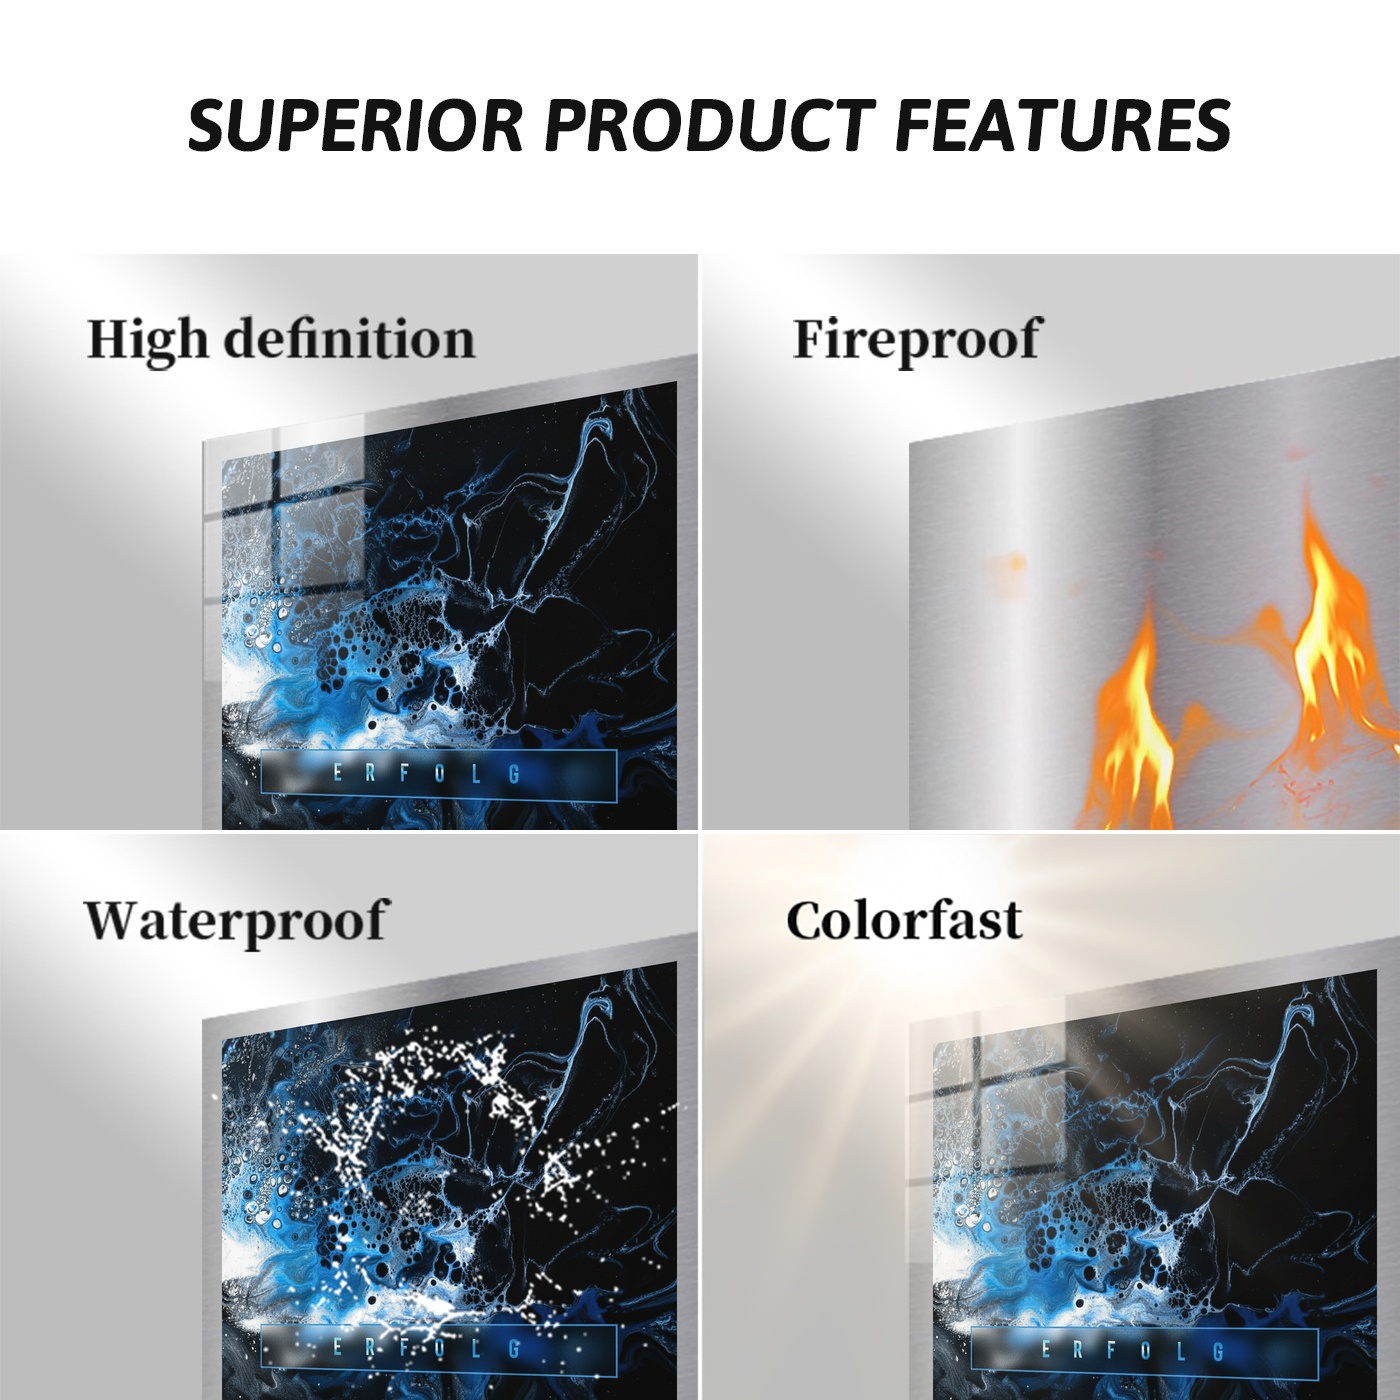 SUPERIOR PRODUCT FEATURES
High definition
Fireproof
ERFOLG
Waterproof
Colorfast
ERFOLG
ERFOLG